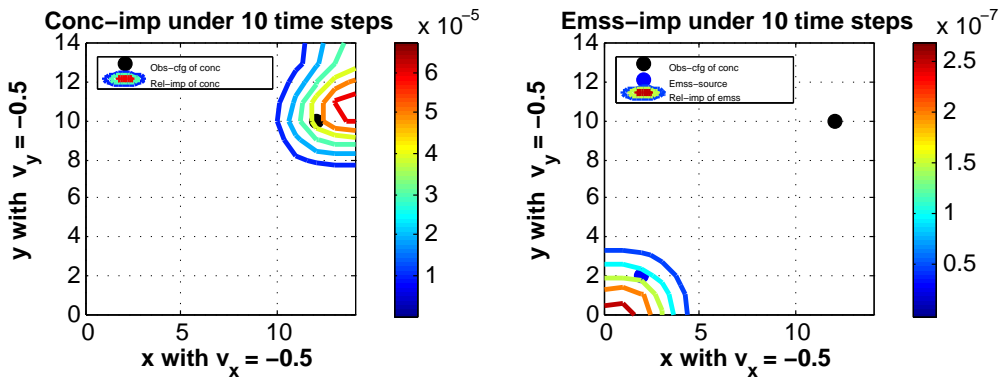 Conc-imp under 10 time steps
x 10⁻⁵
14
12
10
8
6
4
2
0
0
5
10
Obs-cfg of conc
Rel-imp of conc
y with v_y = -0.5
x with v_x = -0.5
6
5
4
3
2
1
Emss-imp under 10 time steps
x 10⁻⁷
14
12
10
8
6
4
2
0
0
5
10
Obs-cfg of conc
Emss-source
Rel-imp of emss
y with v_y = -0.5
x with v_x = -0.5
2.5
2
1.5
1
0.5